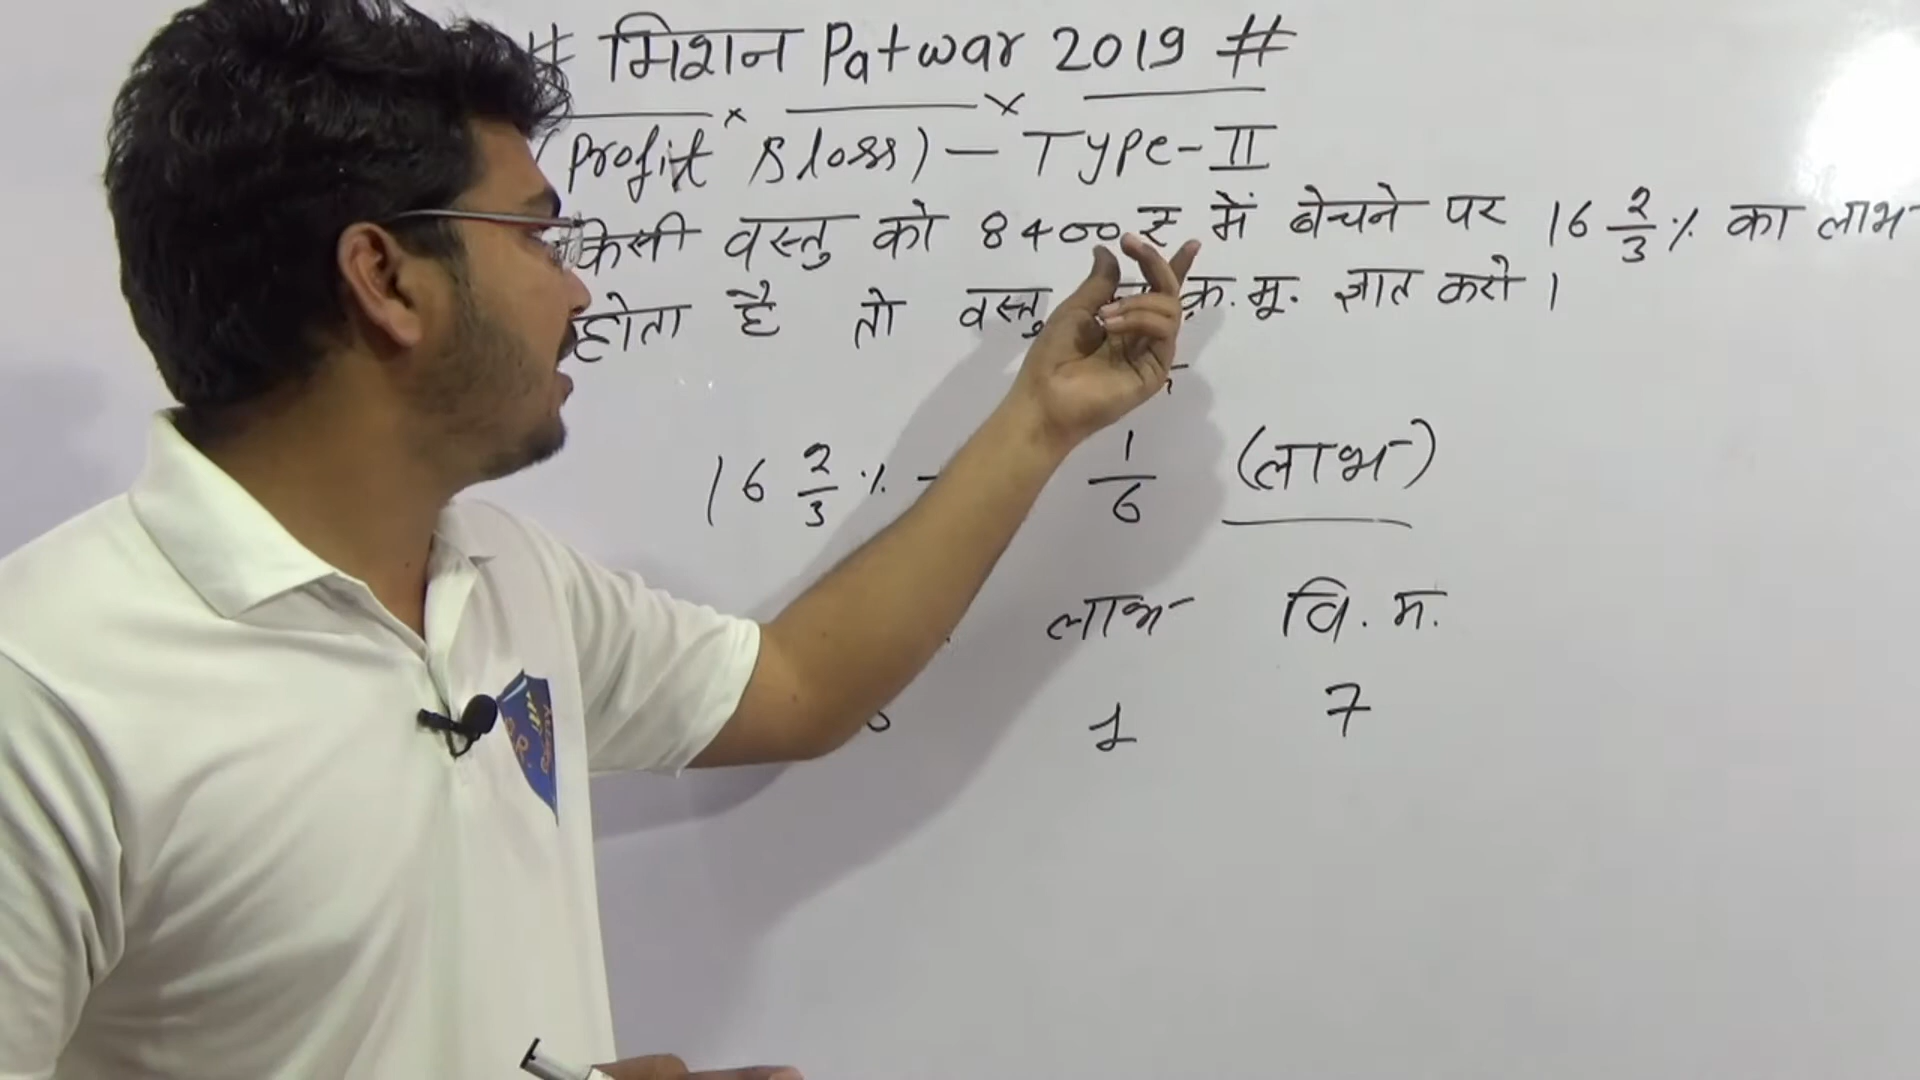 # मिशन Patwar 2019 #
(Profit & loss) - Type-II
किसी वस्तु को 8400 ₹ में बेचने पर 16 2/3 % का लाभ
होता है तो वस्तु क्र. मू. ज्ञात करो ।
16 2/3 % 1/6 (लाभ)
लाभ वि. म.
1 7